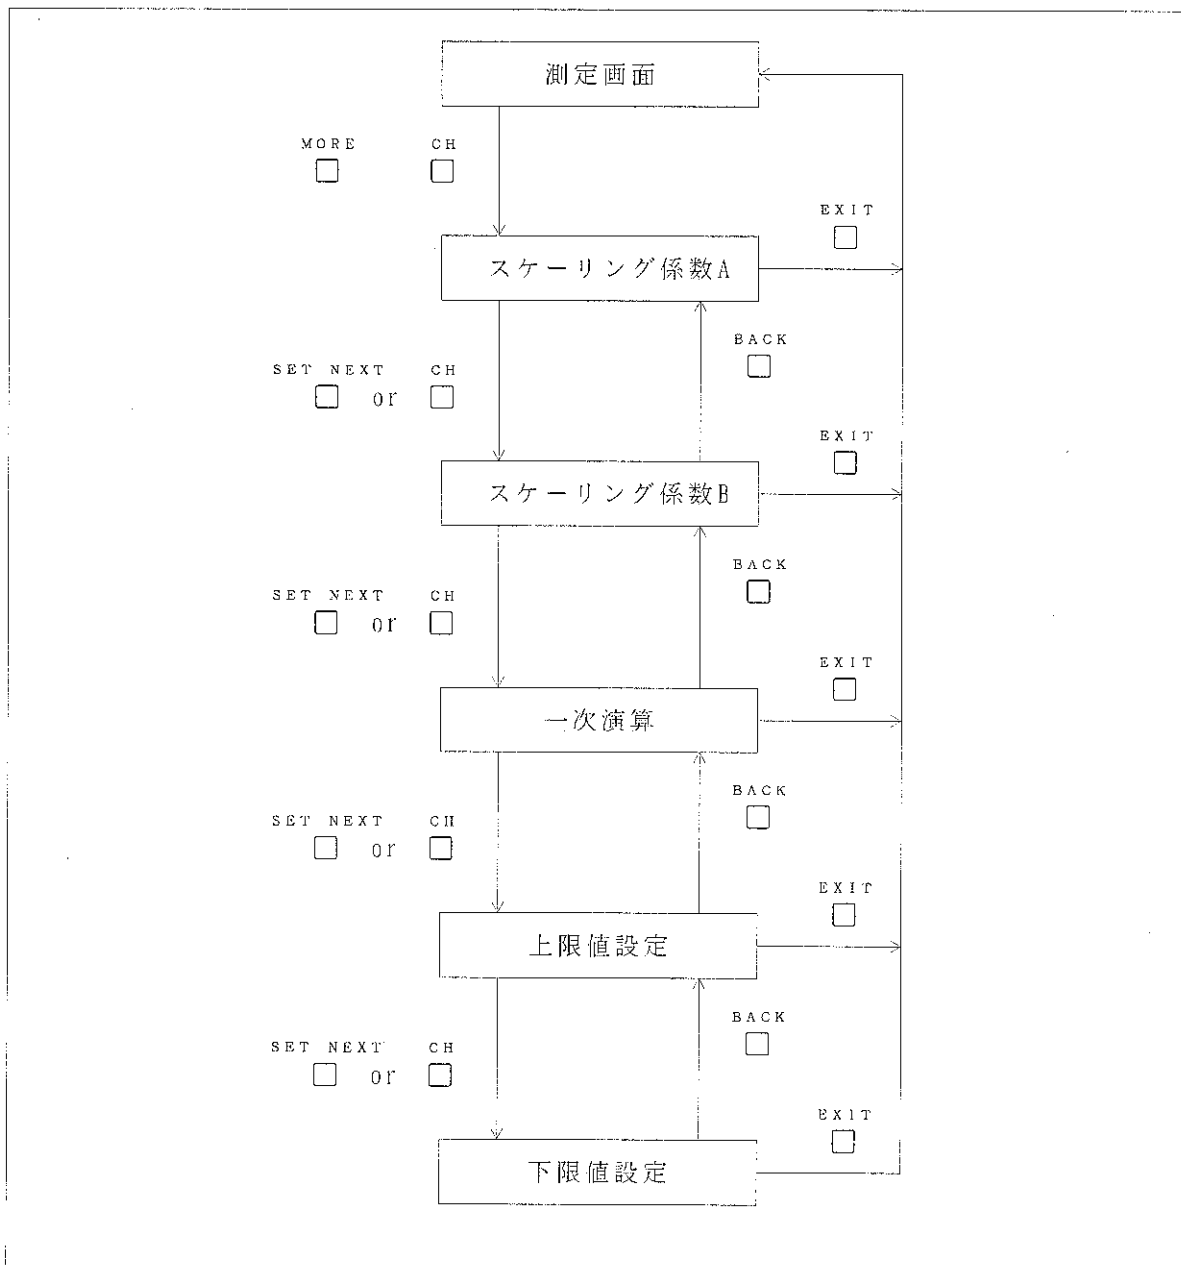 測定画面
MORE CH
EXIT
スケーリング係数A
BACK
SET NEXT CH
or
EXIT
スケーリング係数B
BACK
SET NEXT CH
or
EXIT
一次演算
BACK
SET NEXT CH
or
EXIT
上限値設定
BACK
SET NEXT CH
or
EXIT
下限値設定